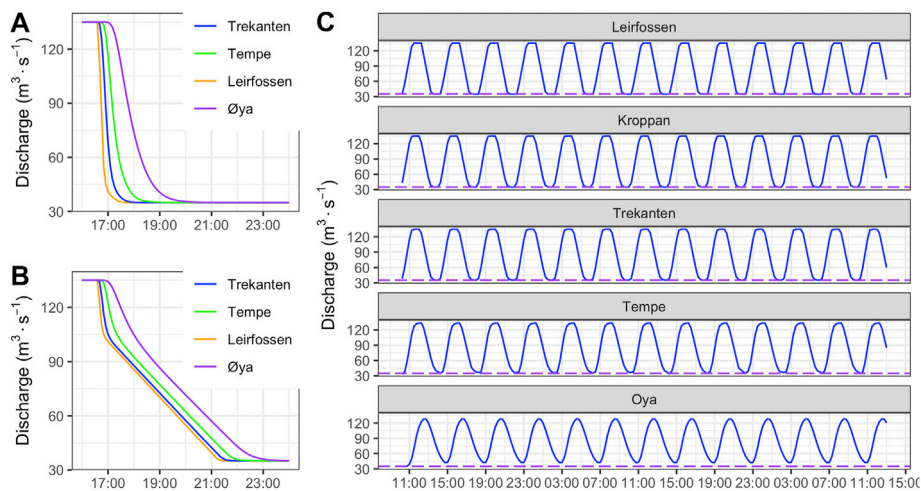 A
Discharge (m³ · s⁻¹)
120
90
60
30
17:00 19:00 21:00 23:00
Trekanten
Tempe
Leirfossen
Øya
B
Discharge (m³ · s⁻¹)
120
90
60
30
17:00 19:00 21:00 23:00
Trekanten
Tempe
Leirfossen
Øya
C
Discharge (m³ · s⁻¹)
Leirfossen
120
90
60
30
Kroppan
120
90
60
30
Trekanten
120
90
60
30
Tempe
120
90
60
30
Oya
120
90
60
30
11:00 15:00 19:00 23:00 03:00 07:00 11:00 15:00 19:00 23:00 03:00 07:00 11:00 15:00